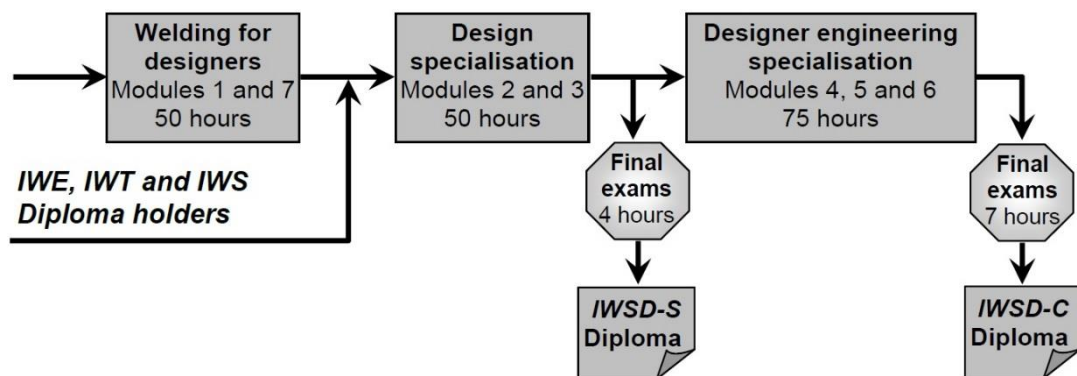 Welding for
designers
Modules 1 and 7
50 hours
Design
specialisation
Modules 2 and 3
50 hours
Designer engineering
specialisation
Modules 4, 5 and 6
75 hours
IWE, IWT and IWS
Diploma holders
Final
exams
4 hours
Final
exams
7 hours
IWSD-S
Diploma
IWSD-C
Diploma